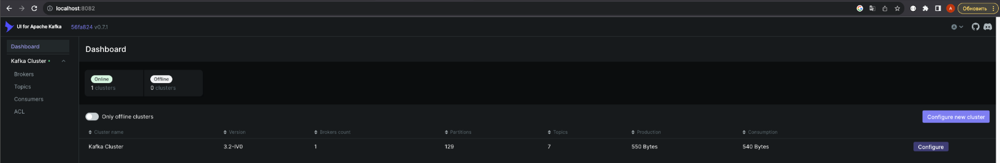 localhost:8082
A
Обновить
UI for Apache Kafka
56fa824 v0.7.1
Dashboard
Kafka Cluster
Brokers
Topics
Consumers
ACL
Dashboard
Online
1 clusters
Offline
0 clusters
Only offline clusters
Configure new cluster
Cluster name Version Brokers count Partitions Topics Production Consumption
Kafka Cluster 3.2-IV0 1 129 7 550 Bytes 540 Bytes Configure